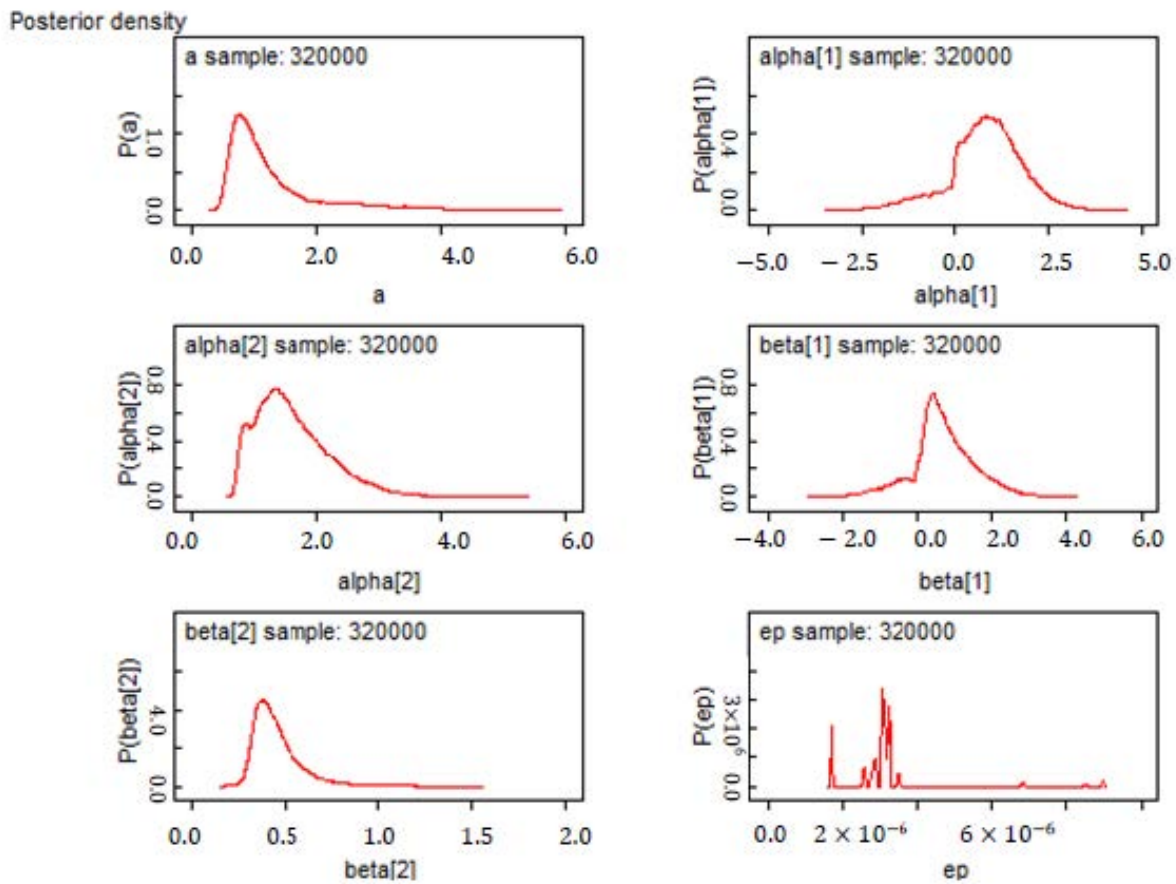 Posterior density
a sample: 320000
P(a)
1.0
0.0
0.0 2.0 4.0 6.0
a
alpha[1] sample: 320000
P(alpha[1])
0.4
0.0
−5.0 − 2.5 0.0 2.5 5.0
alpha[1]
alpha[2] sample: 320000
P(alpha[2])
0.8
0.4
0.0
0.0 2.0 4.0 6.0
alpha[2]
beta[1] sample: 320000
P(beta[1])
0.8
0.4
0.0
−4.0 − 2.0 0.0 2.0 4.0 6.0
beta[1]
beta[2] sample: 320000
P(beta[2])
4.0
0.0
0.0 0.5 1.0 1.5 2.0
beta[2]
ep sample: 320000
P(ep)
3×10⁶
0.0
0.0 2 × 10⁻⁶ 6 × 10⁻⁶
ep